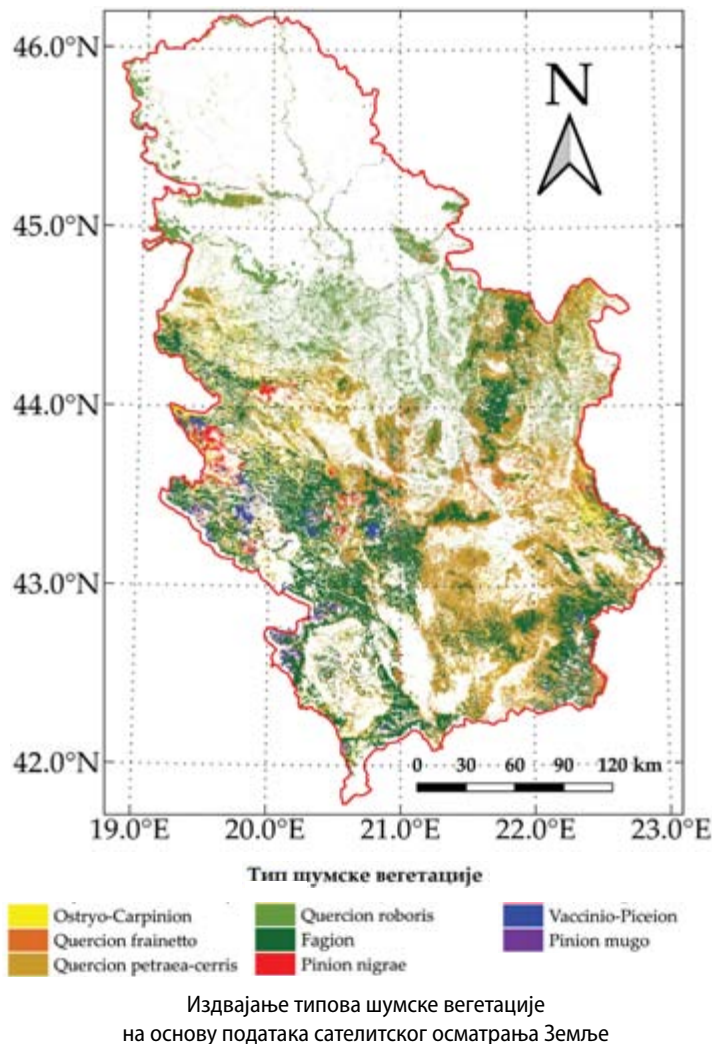 46.0°N
N
45.0°N
44.0°N
43.0°N
42.0°N
0 30 60 90 120 km
19.0°E 20.0°E 21.0°E 22.0°E 23.0°E
Тип шумске вегетације
Ostryo-Carpinion
Quercion frainetto
Quercion petraea-cerris
Quercion roboris
Fagion
Pinion nigrae
Vaccinio-Piceion
Pinion mugo
Издвајање типова шумске вегетације
на основу података сателитског осматрања Земље